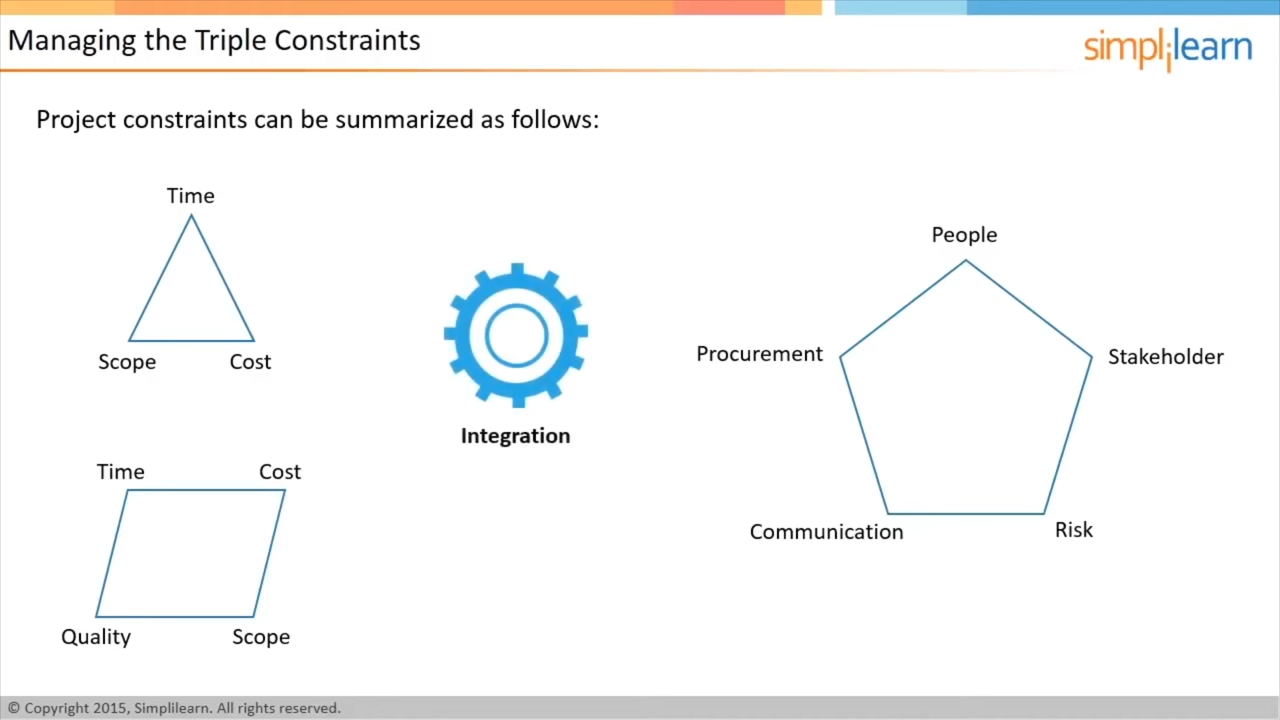 Managing the Triple Constraints
simplilearn
Project constraints can be summarized as follows:
Time
Scope
Cost
Time
Cost
Quality
Scope
Integration
People
Procurement
Stakeholder
Communication
Risk
© Copyright 2015, Simplilearn. All rights reserved.